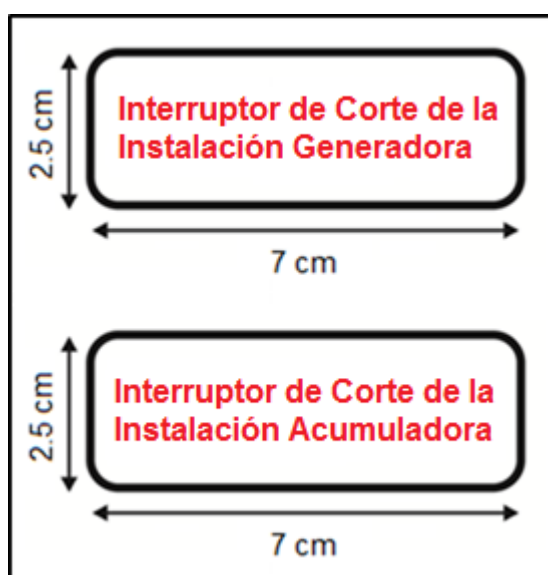 2.5 cm
Interruptor de Corte de la
Instalación Generadora
7 cm
2.5 cm
Interruptor de Corte de la
Instalación Acumuladora
7 cm